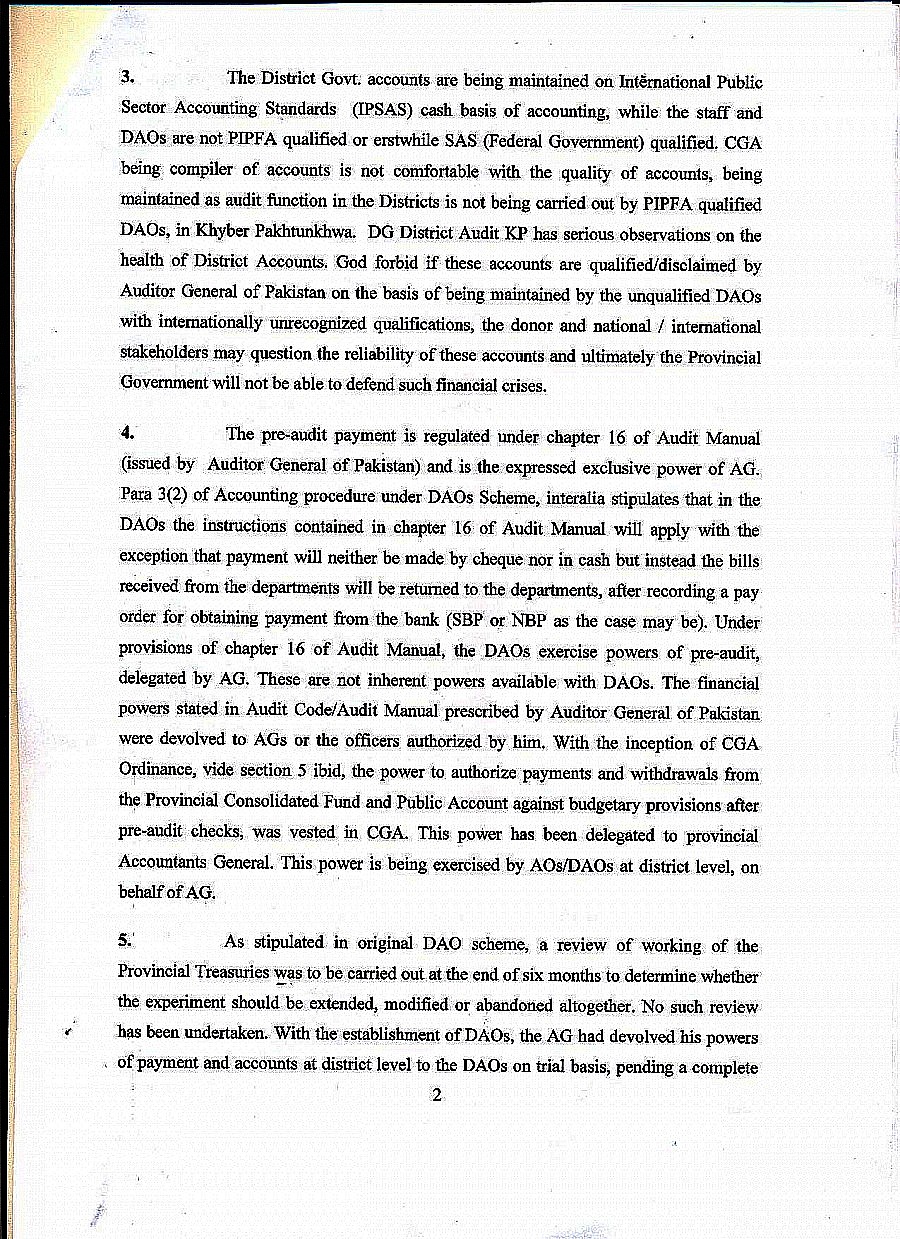 3. The District Govt. accounts are being maintained on International Public
Sector Accounting Standards (IPSAS) cash basis of accounting, while the staff and
DAOs are not PIPFA qualified or erstwhile SAS (Federal Government) qualified. CGA
being compiler of accounts is not comfortable with the quality of accounts, being
maintained as audit function in the Districts is not being carried out by PIPFA qualified
DAOs, in Khyber Pakhtunkhwa. DG District Audit KP has serious observations on the
health of District Accounts. God forbid if these accounts are qualified/disclaimed by
Auditor General of Pakistan on the basis of being maintained by the unqualified DAOs
with internationally unrecognized qualifications, the donor and national / international
stakeholders may question the reliability of these accounts and ultimately the Provincial
Government will not be able to defend such financial crises.
4. The pre-audit payment is regulated under chapter 16 of Audit Manual
(issued by Auditor General of Pakistan) and is the expressed exclusive power of AG.
Para 3(2) of Accounting procedure under DAOs Scheme, interalia stipulates that in the
DAOs the instructions contained in chapter 16 of Audit Manual will apply with the
exception that payment will neither be made by cheque nor in cash but instead the bills
received from the departments will be returned to the departments, after recording a pay
order for obtaining payment from the bank (SBP or NBP as the case may be). Under
provisions of chapter 16 of Audit Manual, the DAOs exercise powers of pre-audit,
delegated by AG. These are not inherent powers available with DAOs. The financial
powers stated in Audit Code/Audit Manual prescribed by Auditor General of Pakistan
were devolved to AGs or the officers authorized by him. With the inception of CGA
Ordinance, vide section 5 ibid, the power to authorize payments and withdrawals from
the Provincial Consolidated Fund and Public Account against budgetary provisions after
pre-audit checks, was vested in CGA. This power has been delegated to provincial
Accountants General. This power is being exercised by AOs/DAOs at district level, on
behalf of AG.
5. As stipulated in original DAO scheme, a review of working of the
Provincial Treasuries was to be carried out at the end of six months to determine whether
the experiment should be extended, modified or abandoned altogether. No such review
has been undertaken. With the establishment of DAOs, the AG had devolved his powers
of payment and accounts at district level to the DAOs on trial basis, pending a complete
2